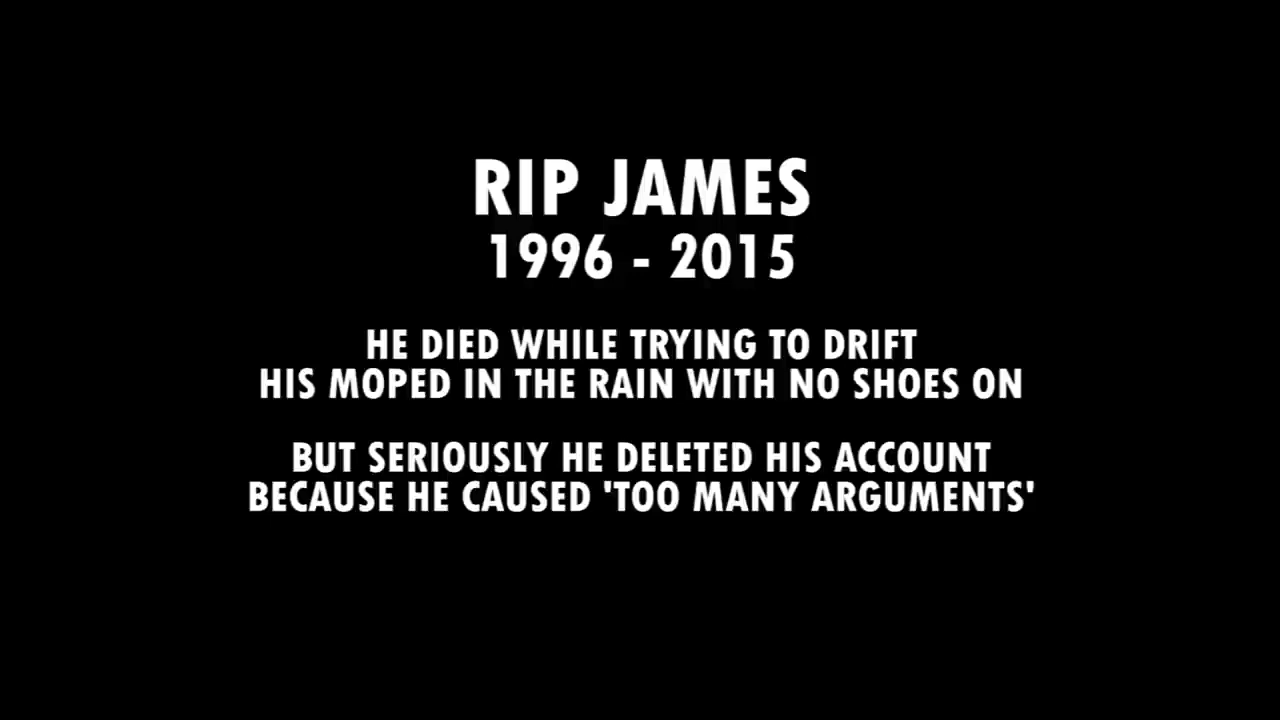 RIP JAMES
1996 - 2015
HE DIED WHILE TRYING TO DRIFT
HIS MOPED IN THE RAIN WITH NO SHOES ON
BUT SERIOUSLY HE DELETED HIS ACCOUNT
BECAUSE HE CAUSED 'TOO MANY ARGUMENTS'